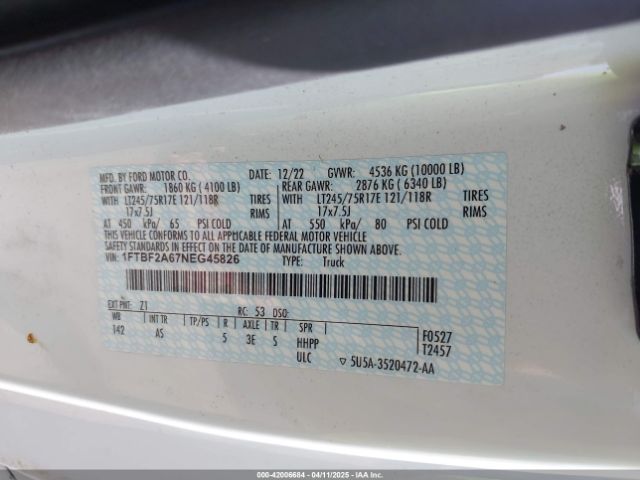 MFD. BY FORD MOTOR CO. DATE: 12/22 GVWR: 4536 KG (10000 LB)
FRONT GAWR: 1860 KG (4100 LB) REAR GAWR: 2876 KG (6340 LB)
WITH LT245/75R17E 121/118R TIRES WITH LT245/75R17E 121/118R TIRES
17x7.5J RIMS 17x7.5J RIMS
AT 450 kPa/ 65 PSI COLD AT 550 kPa/ 80 PSI COLD
THIS VEHICLE CONFORMS TO ALL APPLICABLE FEDERAL MOTOR VEHICLE
SAFETY STANDARDS IN EFFECT ON THE DATE OF MANUFACTURE SHOWN ABOVE.
VIN: 1FTBF2A67NEG45826 TYPE: Truck
EXT PNT: Z1 RC: 53 DSO:
WB INT TR TP/PS R AXLE TR SPR F0527
142 AS 5 3E S HHPP T2457
ULC ▽ 5U5A-3520472-AA
000-42006684 - 04/11/2025 - IAAI.COM